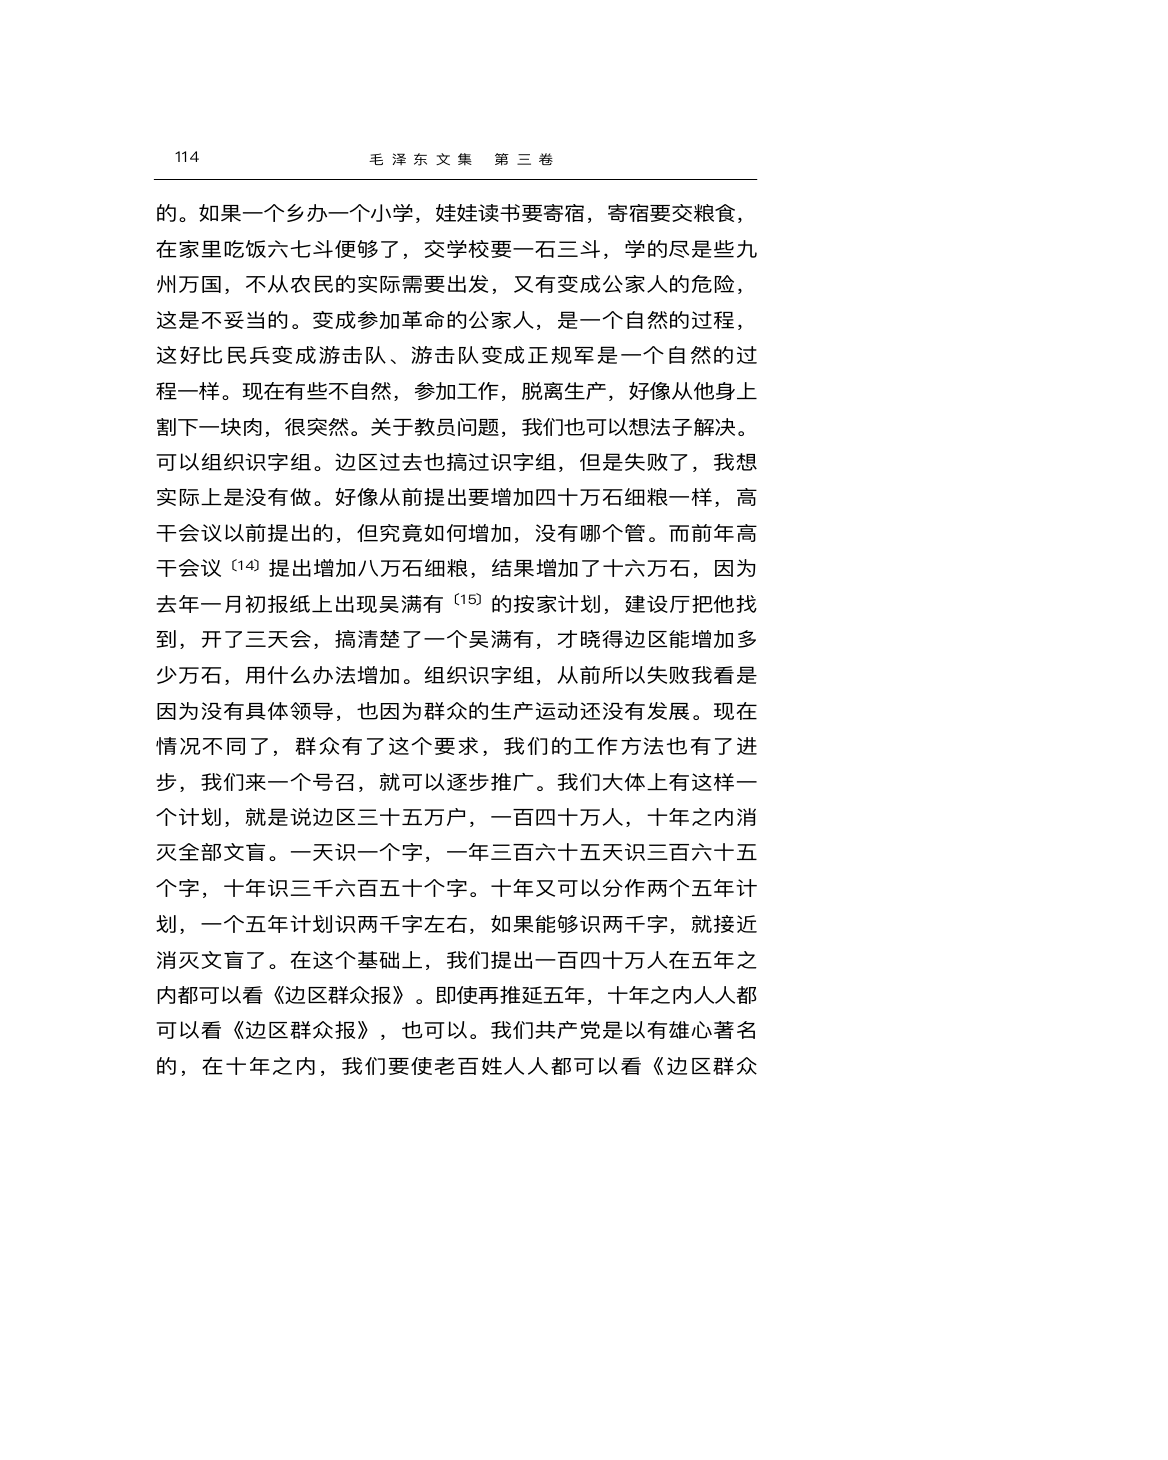 114
毛泽东文集 第三卷
的。如果一个乡办一个小学，娃娃读书要寄宿，寄宿要交粮食，
在家里吃饭六七斗便够了，交学校要一石三斗，学的尽是些九
州万国，不从农民的实际需要出发，又有变成公家人的危险，
这是不妥当的。变成参加革命的公家人，是一个自然的过程，
这好比民兵变成游击队、游击队变成正规军是一个自然的过
程一样。现在有些不自然，参加工作，脱离生产，好像从他身上
割下一块肉，很突然。关于教员问题，我们也可以想法子解决。
可以组织识字组。边区过去也搞过识字组，但是失败了，我想
实际上是没有做。好像从前提出要增加四十万石细粮一样，高
干会议以前提出的，但究竟如何增加，没有哪个管。而前年高
干会议〔14〕提出增加八万石细粮，结果增加了十六万石，因为
去年一月初报纸上出现吴满有〔15〕的按家计划，建设厅把他找
到，开了三天会，搞清楚了一个吴满有，才晓得边区能增加多
少万石，用什么办法增加。组织识字组，从前所以失败我看是
因为没有具体领导，也因为群众的生产运动还没有发展。现在
情况不同了，群众有了这个要求，我们的工作方法也有了进
步，我们来一个号召，就可以逐步推广。我们大体上有这样一
个计划，就是说边区三十五万户，一百四十万人，十年之内消
灭全部文盲。一天识一个字，一年三百六十五天识三百六十五
个字，十年识三千六百五十个字。十年又可以分作两个五年计
划，一个五年计划识两千字左右，如果能够识两千字，就接近
消灭文盲了。在这个基础上，我们提出一百四十万人在五年之
内都可以看《边区群众报》。即使再推延五年，十年之内人人都
可以看《边区群众报》，也可以。我们共产党是以有雄心著名
的，在十年之内，我们要使老百姓人人都可以看《边区群众